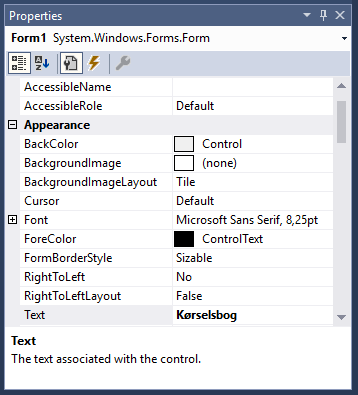 Properties
Form1 System.Windows.Forms.Form
AccessibleName
AccessibleRole Default
Appearance
BackColor Control
BackgroundImage (none)
BackgroundImageLayout Tile
Cursor Default
Font Microsoft Sans Serif, 8,25pt
ForeColor ControlText
FormBorderStyle Sizable
RightToLeft No
RightToLeftLayout False
Text Kørselsbog
Text
The text associated with the control.